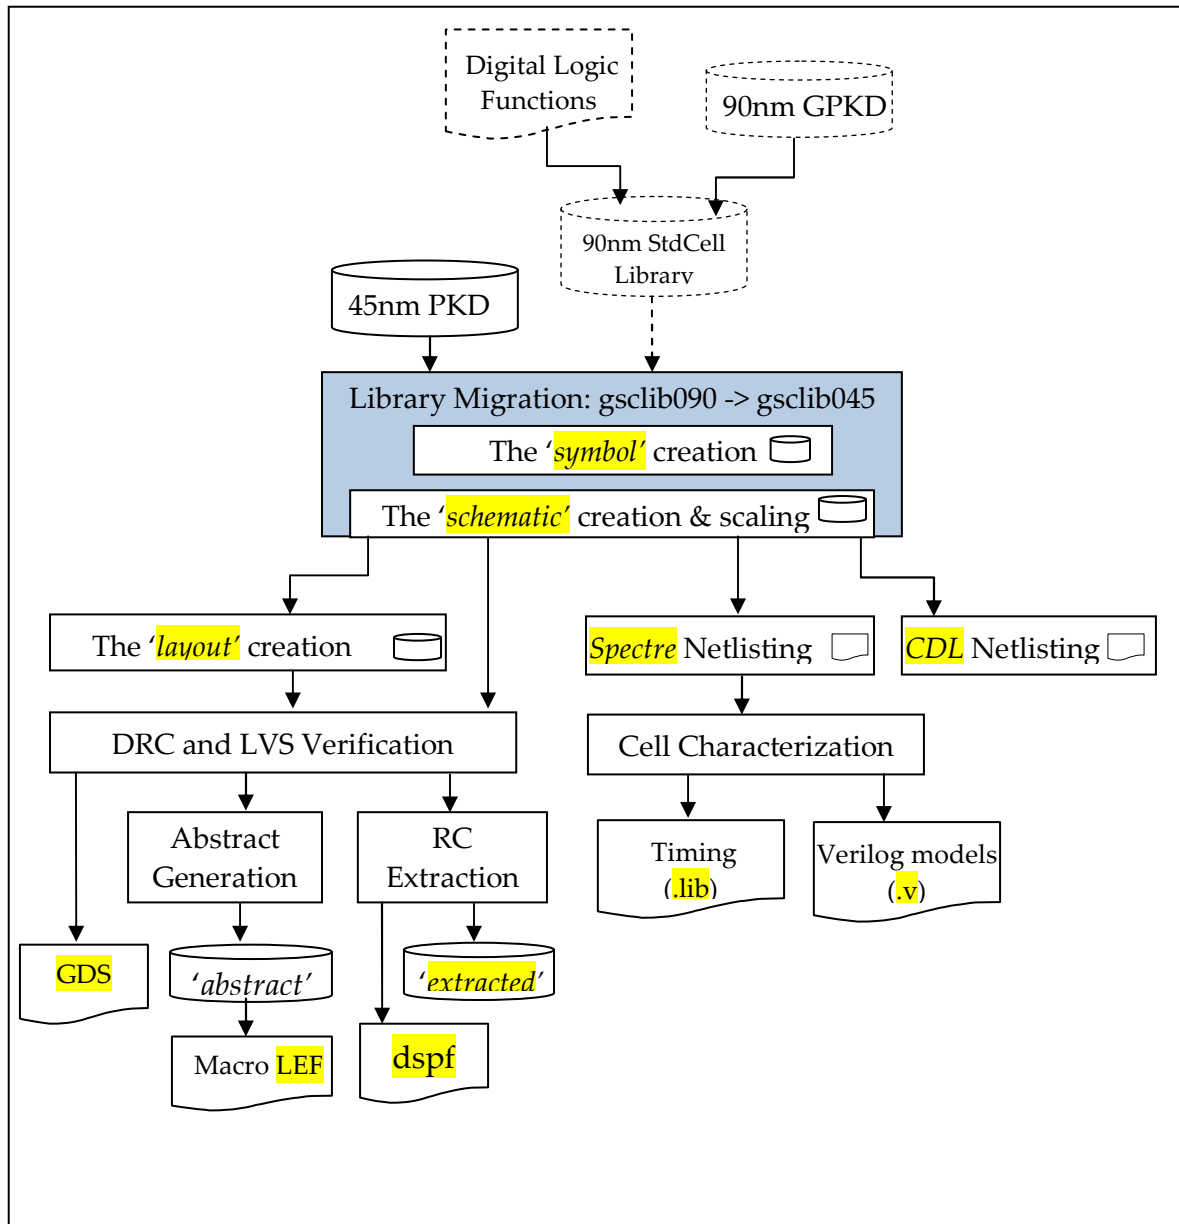 Digital Logic
Functions
90nm GPKD
90nm StdCell
Library
45nm PKD
Library Migration: gsclib090 -> gsclib045
The ‘symbol’ creation
The ‘schematic’ creation & scaling
The ‘layout’ creation
Spectre Netlisting
CDL Netlisting
DRC and LVS Verification
Cell Characterization
Abstract
Generation
RC
Extraction
Timing
(.lib)
Verilog models
(.v)
GDS
‘abstract’
‘extracted’
Macro LEF
dspf